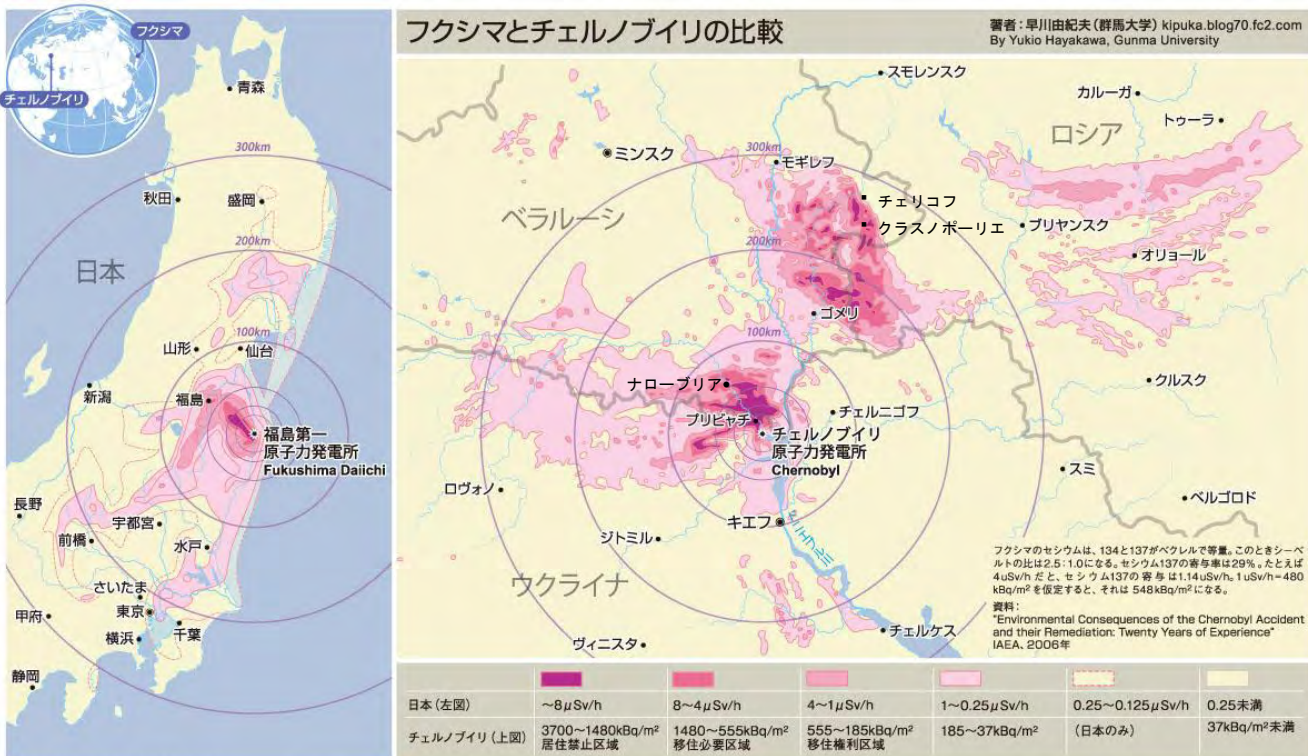 フクシマ
チェルノブイリ
フクシマとチェルノブイリの比較
著者：早川由紀夫（群馬大学） kipuka.blog70.fc2.com
By Yukio Hayakawa, Gunma University
青森
300km
秋田
盛岡
200km
日本
100km
山形
仙台
新潟
福島
福島第一
原子力発電所
Fukushima Daiichi
長野
宇都宮
前橋
水戸
さいたま
東京
甲府
横浜
千葉
静岡
スモレンスク
カルーガ
トゥーラ
ロシア
ミンスク
300km
モギレフ
チェリコフ
ベラルーシ
クラスノポーリエ
ブリヤンスク
200km
オリョール
ゴメリ
100km
ナローブリア
クルスク
プリピャチ
チェルニゴフ
チェルノブイリ
原子力発電所
Chernobyl
スミ
ロヴォノ
ベルゴロド
キエフ
ドニエプル川
ジトミル
ウクライナ
チェルケス
ヴィニスタ
フクシマのセシウムは、134と137がベクレルで等量。このときシーベ
ルトの比は2.5：1.0になる。セシウム137の寄与率は29％。たとえば
4uSv/hだと、セシウム137の寄与は1.14uSv/h。1uSv/h=480
kBq/m²を仮定すると、それは548kBq/m²になる。
資料：
"Environmental Consequences of the Chernobyl Accident
and their Remediation: Twenty Years of Experience"
IAEA、2006年
日本（左図） ～8μSv/h 8～4μSv/h 4～1μSv/h 1～0.25μSv/h 0.25～0.125μSv/h 0.25未満
チェルノブイリ（上図） 3700～1480kBq/m² 居住禁止区域 1480～555kBq/m² 移住必要区域 555～185kBq/m² 移住権利区域 185～37kBq/m² （日本のみ） 37kBq/m²未満